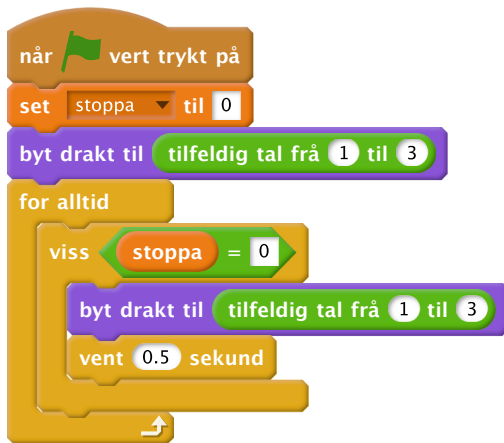 når vert trykt på
set stoppa til 0
byt drakt til tilfeldig tal frå 1 til 3
for alltid
viss stoppa = 0
byt drakt til tilfeldig tal frå 1 til 3
vent 0.5 sekund